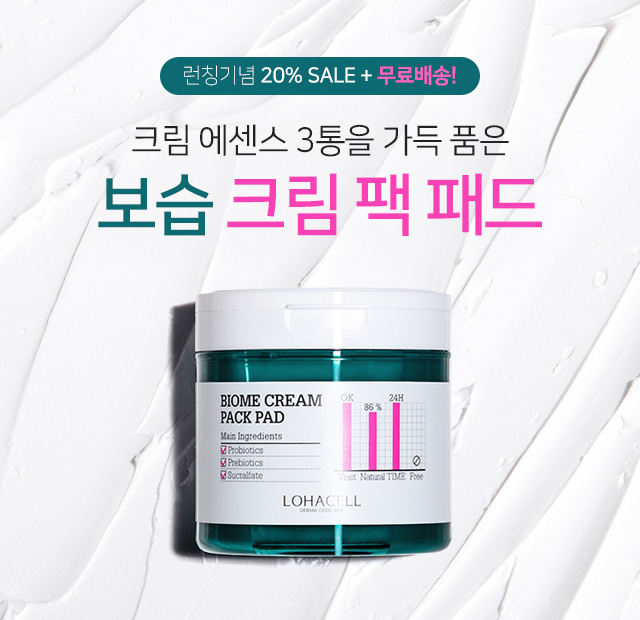 런칭기념 20% SALE + 무료배송!
크림 에센스 3통을 가득 품은
보습 크림 팩 패드
BIOME CREAM
PACK PAD
Main Ingredients
Probiotics
Prebiotics
Sucralfate
OK 86 % 24H
Test Natural TIME Free
LOHACELL
DERMA CODE